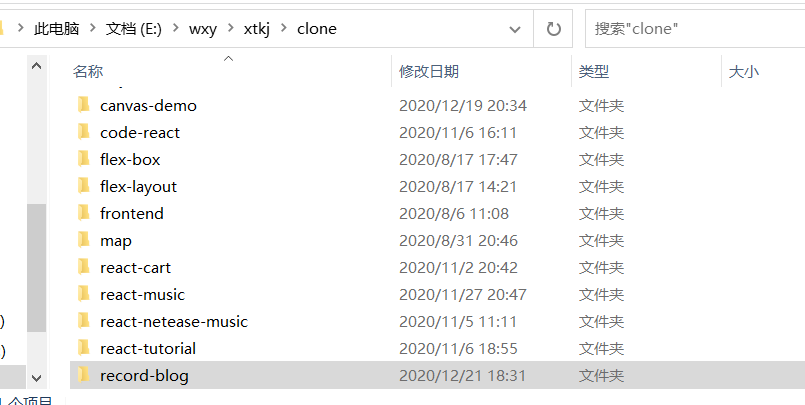 此电脑 文档 (E:) wxy xtkj clone 搜索"clone"
名称 修改日期 类型 大小
canvas-demo 2020/12/19 20:34 文件夹
code-react 2020/11/6 16:11 文件夹
flex-box 2020/8/17 17:47 文件夹
flex-layout 2020/8/17 14:21 文件夹
frontend 2020/8/6 11:08 文件夹
map 2020/8/31 20:46 文件夹
react-cart 2020/11/2 20:42 文件夹
react-music 2020/11/27 20:47 文件夹
) react-netease-music 2020/11/5 11:11 文件夹
) react-tutorial 2020/11/6 18:55 文件夹
record-blog 2020/12/21 18:31 文件夹
个项目